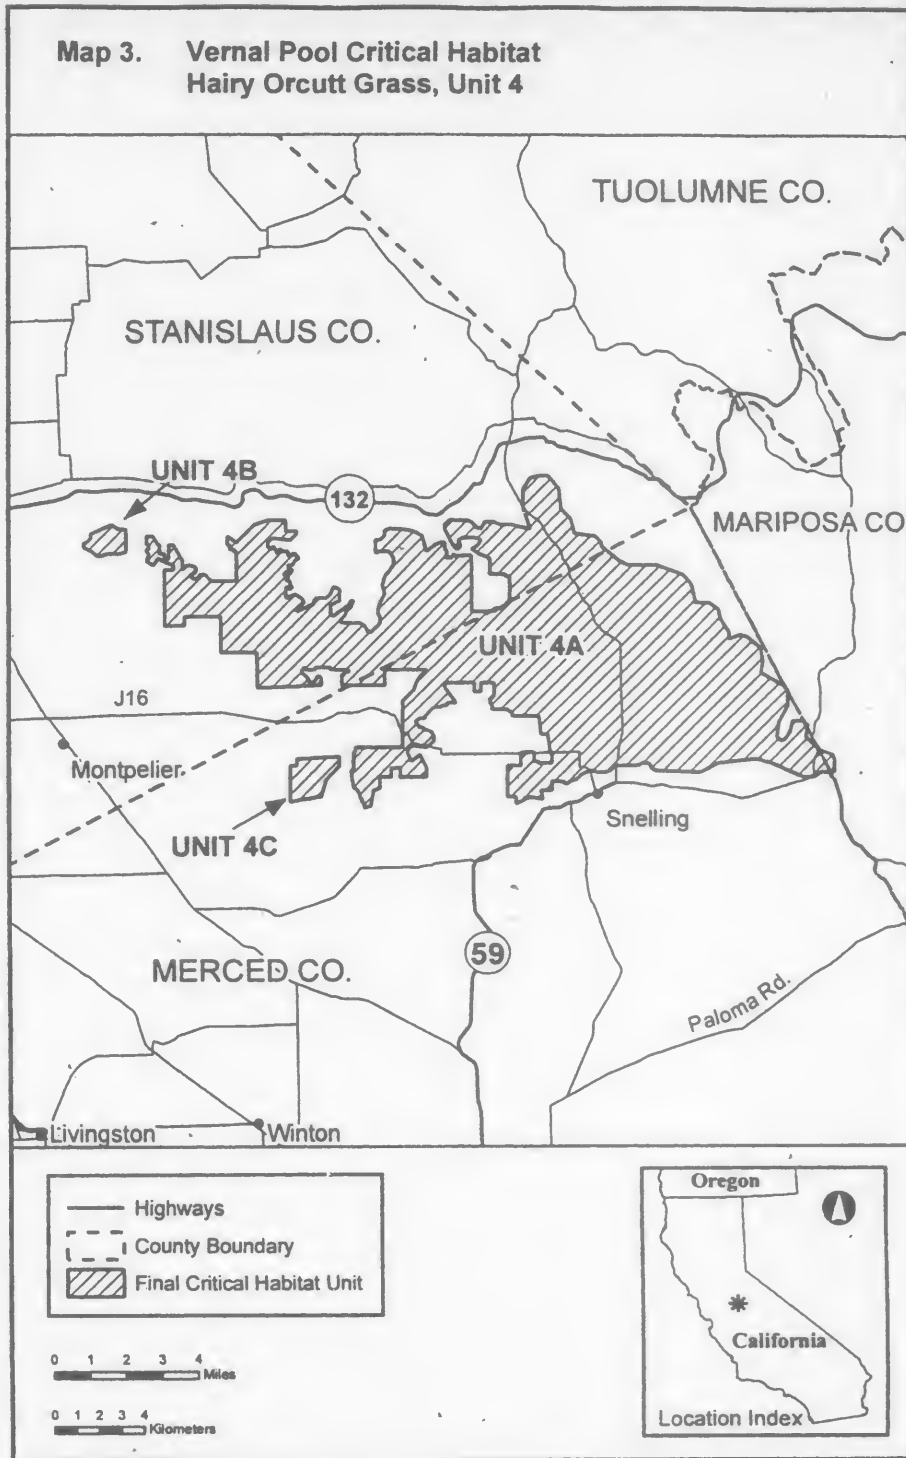 Map 3. Vernal Pool Critical Habitat
Hairy Orcutt Grass, Unit 4
TUOLUMNE CO.
STANISLAUS CO.
UNIT 4B
132
MARIPOSA CO
UNIT 4A
J16
Montpelier
Snelling
UNIT 4C
59
MERCED CO.
Paloma Rd.
Livingston
Winton
Highways
County Boundary
Final Critical Habitat Unit
0 1 2 3 4
Miles
0 1 2 3 4
Kilometers
Oregon
California
Location Index